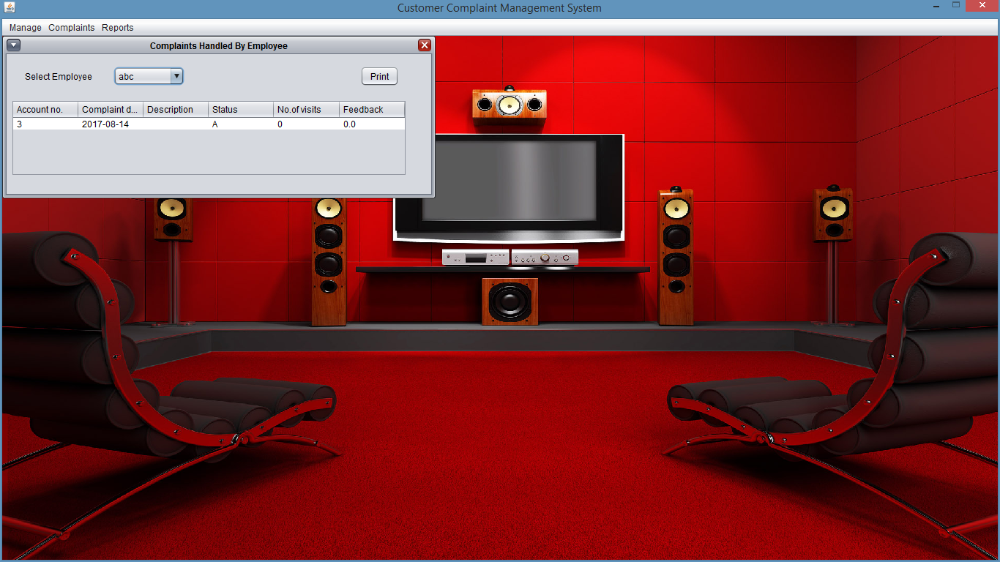 Customer Complaint Management System
Manage Complaints Reports
Complaints Handled By Employee
Select Employee abc Print
Account no. Complaint d... Description Status No.of visits Feedback
3 2017-08-14 A 0 0.0